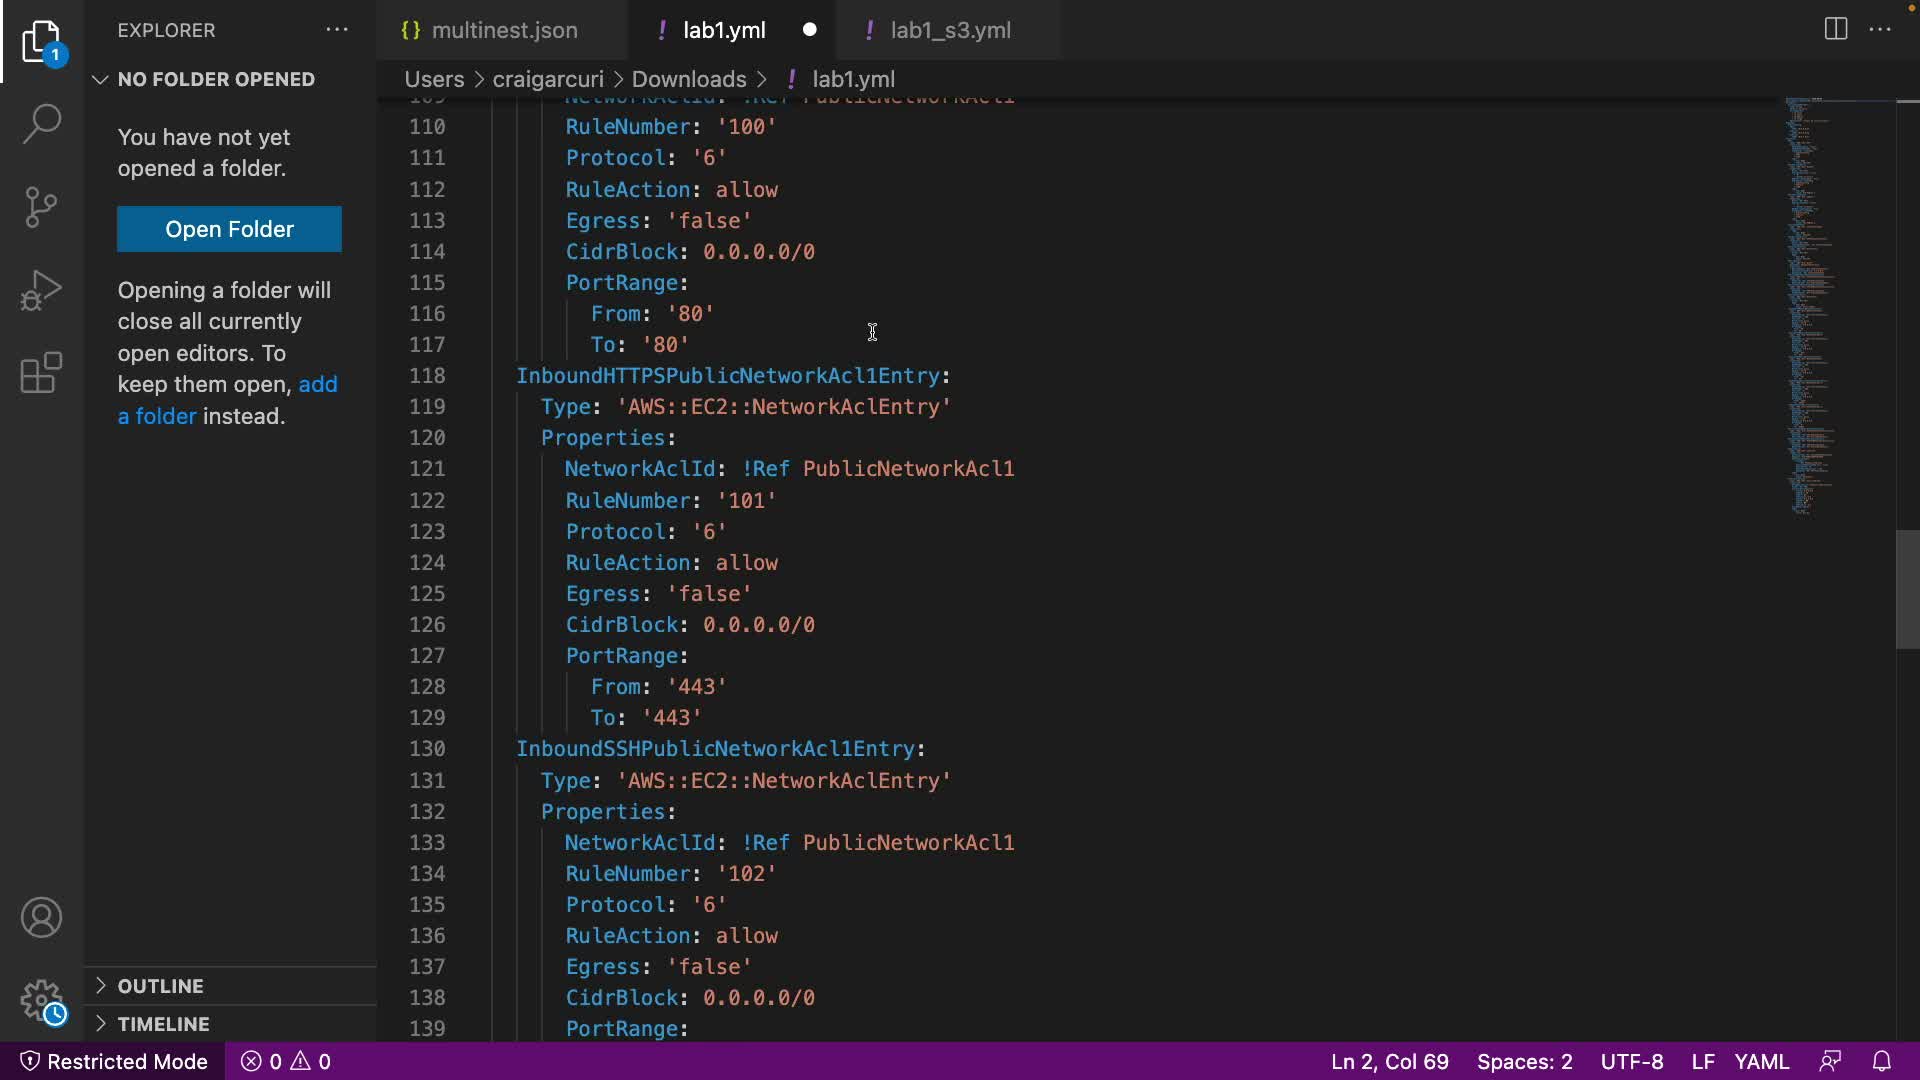 EXPLORER
NO FOLDER OPENED
You have not yet
opened a folder.
Open Folder
Opening a folder will
close all currently
open editors. To
keep them open, add
a folder instead.
OUTLINE
TIMELINE
{} multinest.json
! lab1.yml
! lab1_s3.yml
Users > craigarcuri > Downloads > ! lab1.yml
109 NetworkAclId: !Ref PublicNetworkAcl1
110 RuleNumber: '100'
111 Protocol: '6'
112 RuleAction: allow
113 Egress: 'false'
114 CidrBlock: 0.0.0.0/0
115 PortRange:
116 From: '80'
117 To: '80'
118 InboundHTTPSPublicNetworkAcl1Entry:
119 Type: 'AWS::EC2::NetworkAclEntry'
120 Properties:
121 NetworkAclId: !Ref PublicNetworkAcl1
122 RuleNumber: '101'
123 Protocol: '6'
124 RuleAction: allow
125 Egress: 'false'
126 CidrBlock: 0.0.0.0/0
127 PortRange:
128 From: '443'
129 To: '443'
130 InboundSSHPublicNetworkAcl1Entry:
131 Type: 'AWS::EC2::NetworkAclEntry'
132 Properties:
133 NetworkAclId: !Ref PublicNetworkAcl1
134 RuleNumber: '102'
135 Protocol: '6'
136 RuleAction: allow
137 Egress: 'false'
138 CidrBlock: 0.0.0.0/0
139 PortRange:
1
Restricted Mode
0 0
Ln 2, Col 69 Spaces: 2 UTF-8 LF YAML